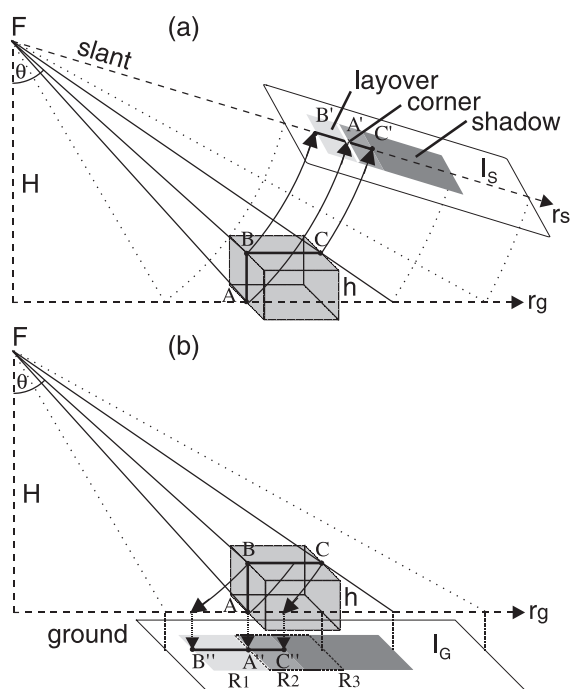 F
(a)
slant
θ
layover
corner
B' A' C'
shadow
H
I_S
r_s
B C
A h
r_g
F
(b)
θ
H
B C
A h
r_g
ground
I_G
B'' A'' C''
R1 R2 R3